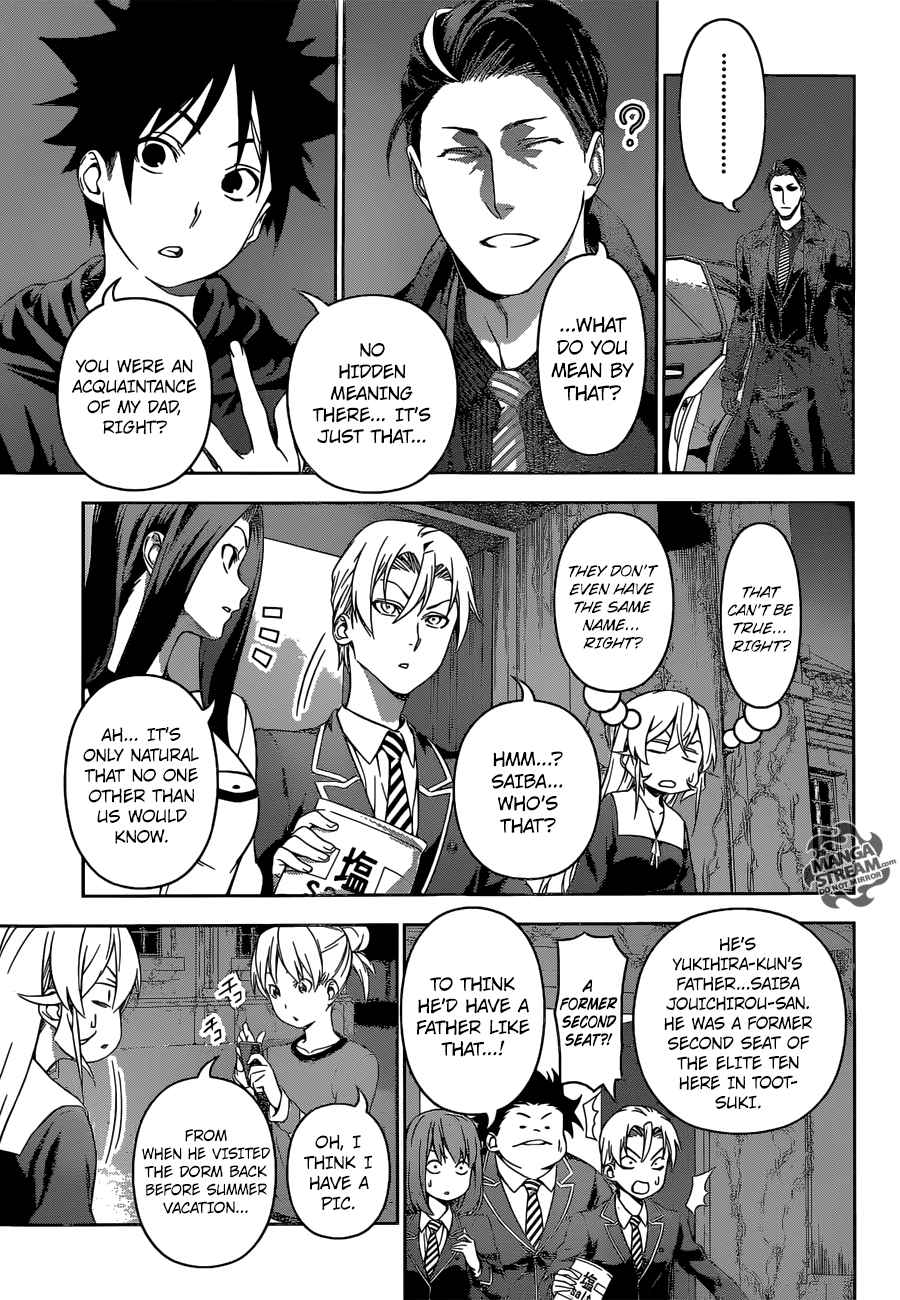 ...WHAT
DO YOU
MEAN BY
THAT?
NO
HIDDEN
MEANING
THERE... IT'S
JUST THAT...
YOU WERE AN
ACQUAINTANCE
OF MY DAD,
RIGHT?
THAT
CAN'T BE
TRUE...
RIGHT?
THEY DON'T
EVEN HAVE
THE SAME
NAME...
RIGHT?
HMM...?
SAIBA...
WHO'S
THAT?
AH... IT'S
ONLY NATURAL
THAT NO ONE
OTHER THAN
US WOULD
KNOW.
塩
MANGA
STREAM.com
DO NOT MIRROR
HE'S
YUKIHIRA-KUN'S
FATHER...SAIBA
JOUICHIROU-SAN.
HE WAS A FORMER
SECOND SEAT OF
THE ELITE TEN
HERE IN TOOT-
SUKI.
A
FORMER
SECOND
SEAT?!
TO THINK
HE'D HAVE A
FATHER LIKE
THAT...!
塩
salt
OH, I
THINK I
HAVE A
PIC.
FROM
WHEN HE VISITED
THE DORM BACK
BEFORE SUMMER
VACATION...